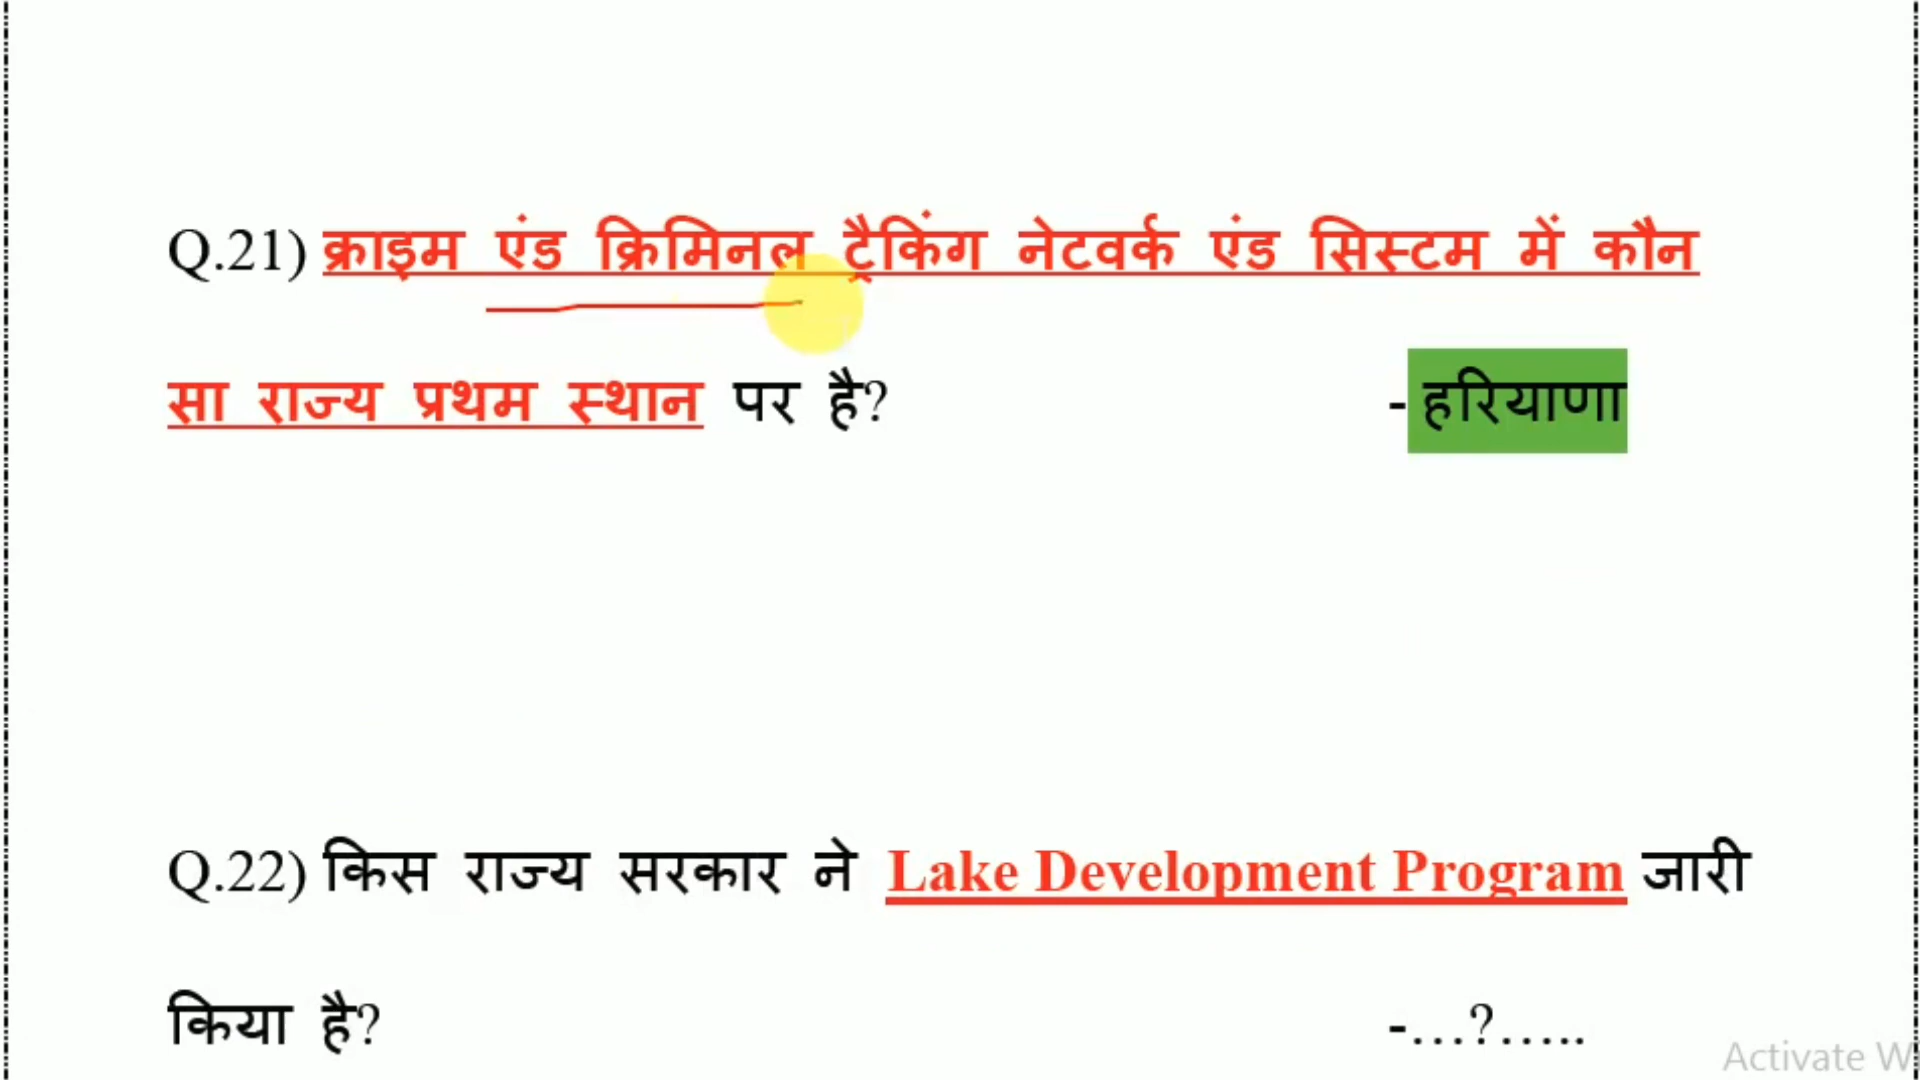 Q.21) क्राइम एंड क्रिमिनल ट्रैकिंग नेटवर्क एंड सिस्टम में कौन
सा राज्य प्रथम स्थान पर है? - हरियाणा
Q.22) किस राज्य सरकार ने Lake Development Program जारी
किया है? -...?.....
Activate W